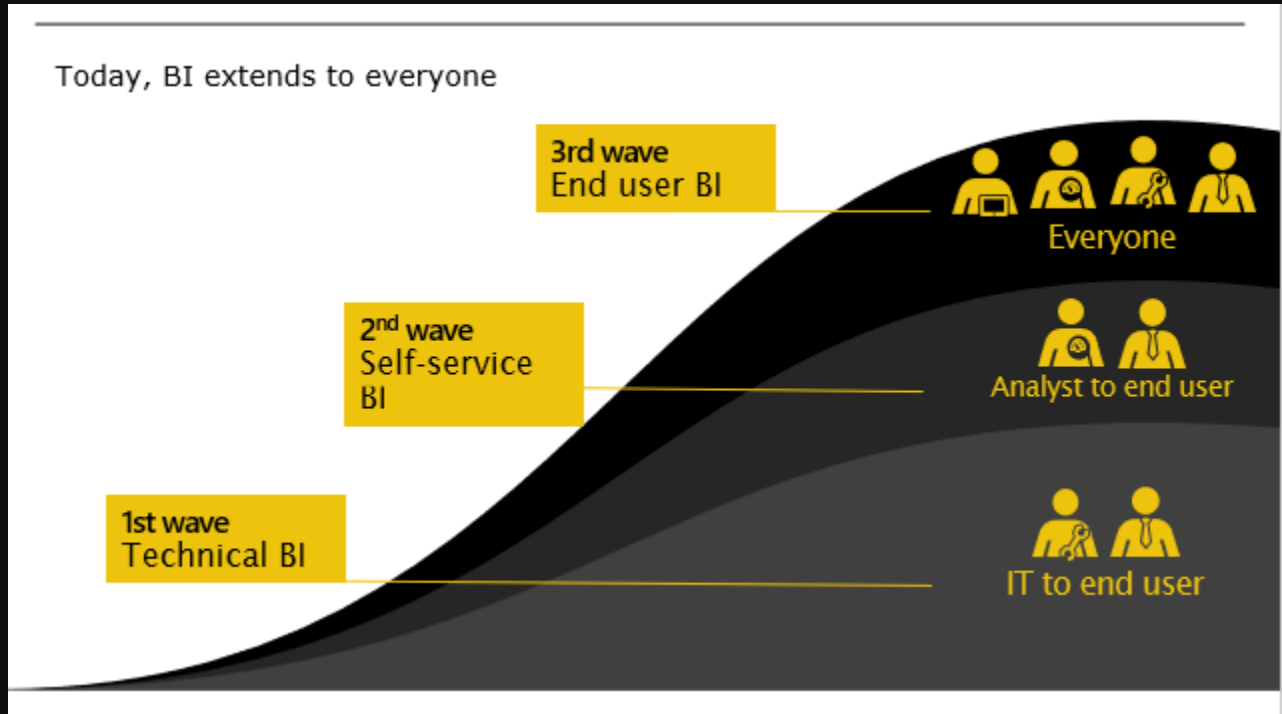 Today, BI extends to everyone
3rd wave
End user BI
Everyone
2nd wave
Self-service
BI
Analyst to end user
1st wave
Technical BI
IT to end user